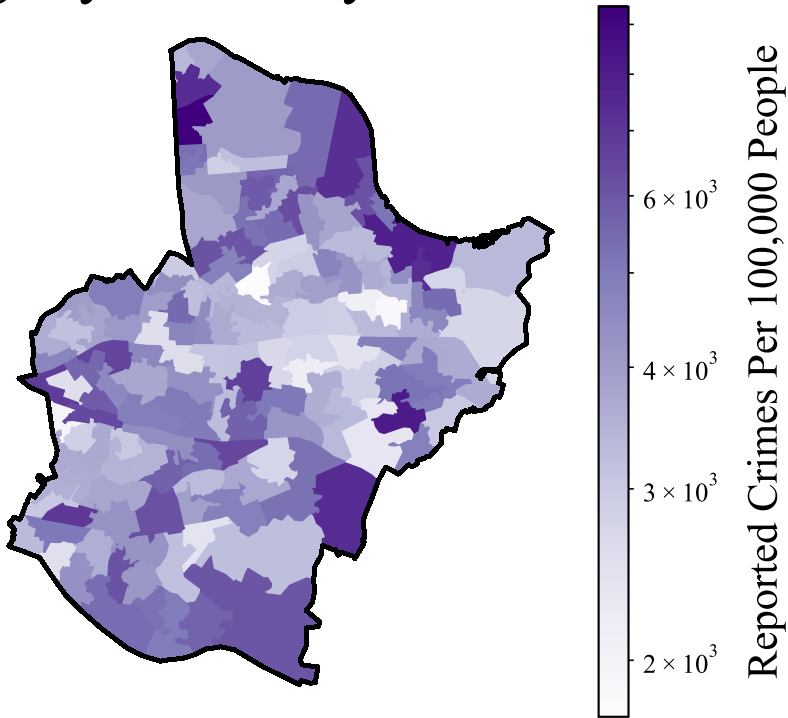 6 × 10³
4 × 10³
3 × 10³
2 × 10³
Reported Crimes Per 100,000 People